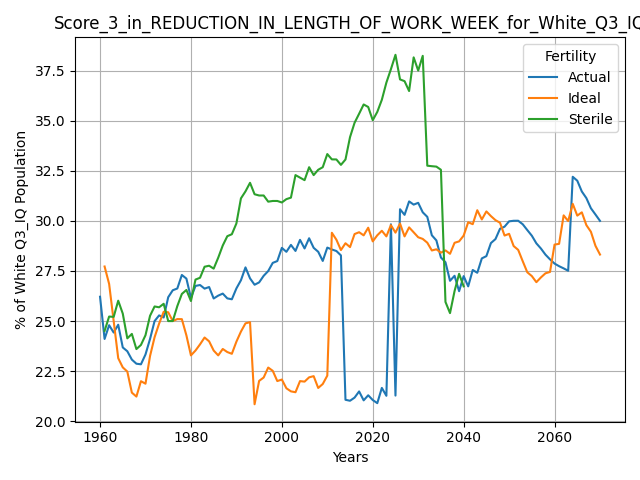 Score_3_in_REDUCTION_IN_LENGTH_OF_WORK_WEEK_for_White_Q3_IQ
Fertility
Actual
Ideal
Sterile
% of White Q3_IQ Population
37.5
35.0
32.5
30.0
27.5
25.0
22.5
20.0
1960 1980 2000 2020 2040 2060
Years